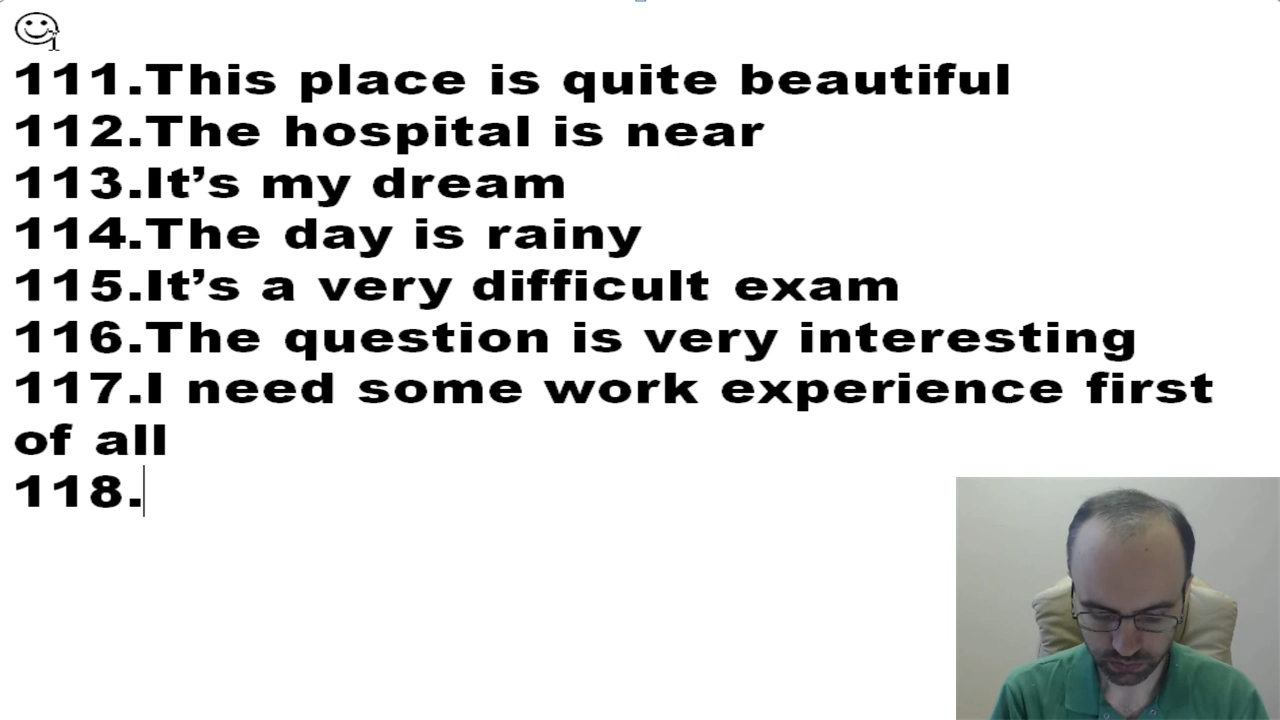 111.This place is quite beautiful
112.The hospital is near
113.It’s my dream
114.The day is rainy
115.It’s a very difficult exam
116.The question is very interesting
117.I need some work experience first
of all
118.